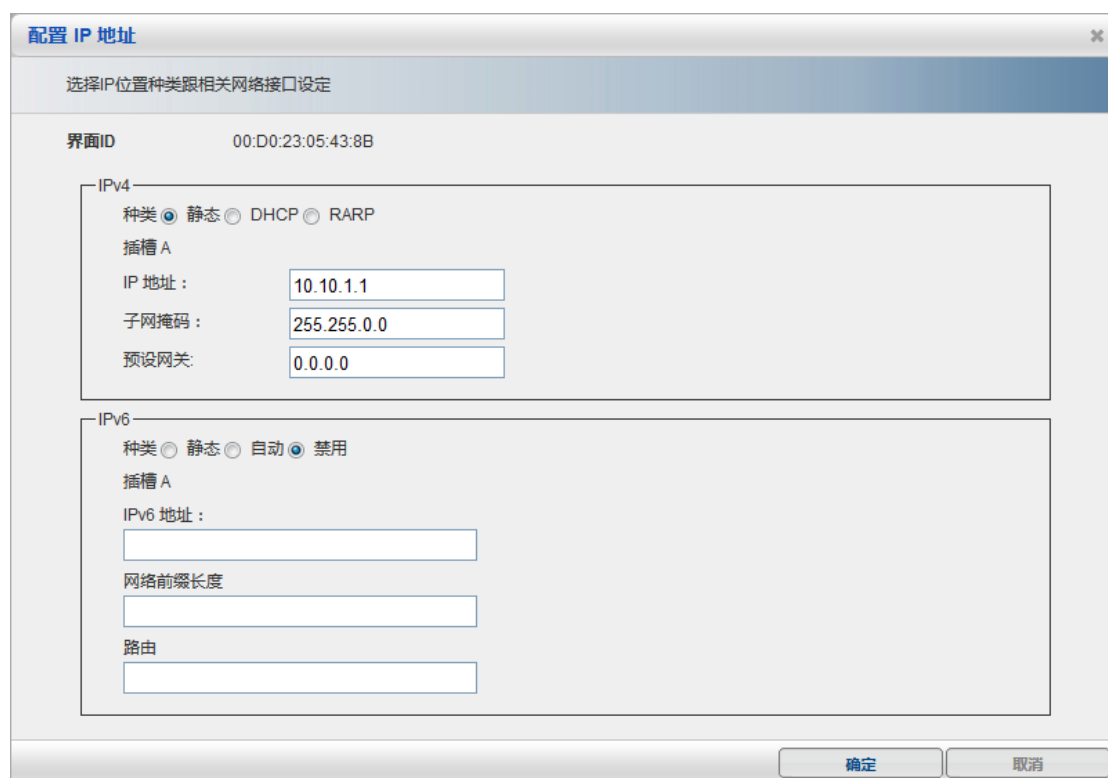 配置 IP 地址
选择IP位置种类跟相关网络接口设定
界面ID 00:D0:23:05:43:8B
IPv4
种类 静态 DHCP RARP
插槽 A
IP 地址： 10.10.1.1
子网掩码： 255.255.0.0
预设网关: 0.0.0.0
IPv6
种类 静态 自动 禁用
插槽 A
IPv6 地址：
网络前缀长度
路由
确定 取消